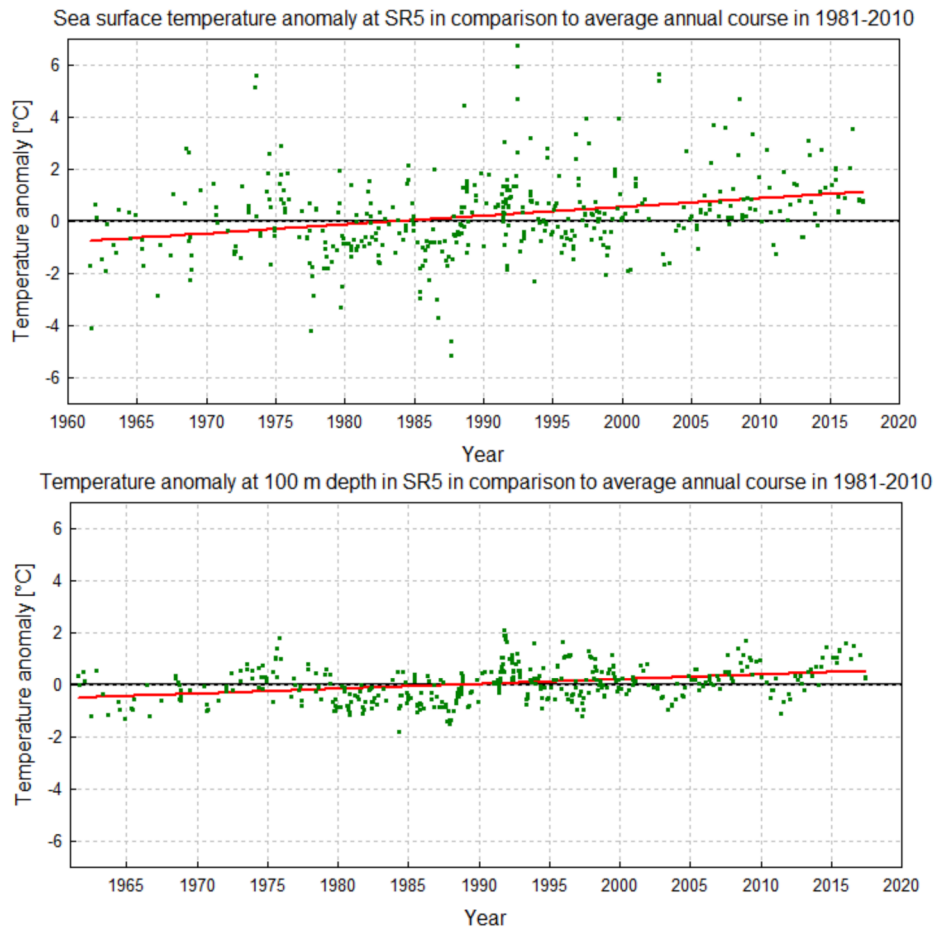 Sea surface temperature anomaly at SR5 in comparison to average annual course in 1981-2010
Temperature anomaly [°C]
6
4
2
0
-2
-4
-6
1960 1965 1970 1975 1980 1985 1990 1995 2000 2005 2010 2015 2020
Year
Temperature anomaly at 100 m depth in SR5 in comparison to average annual course in 1981-2010
Temperature anomaly [°C]
6
4
2
0
-2
-4
-6
1965 1970 1975 1980 1985 1990 1995 2000 2005 2010 2015 2020
Year